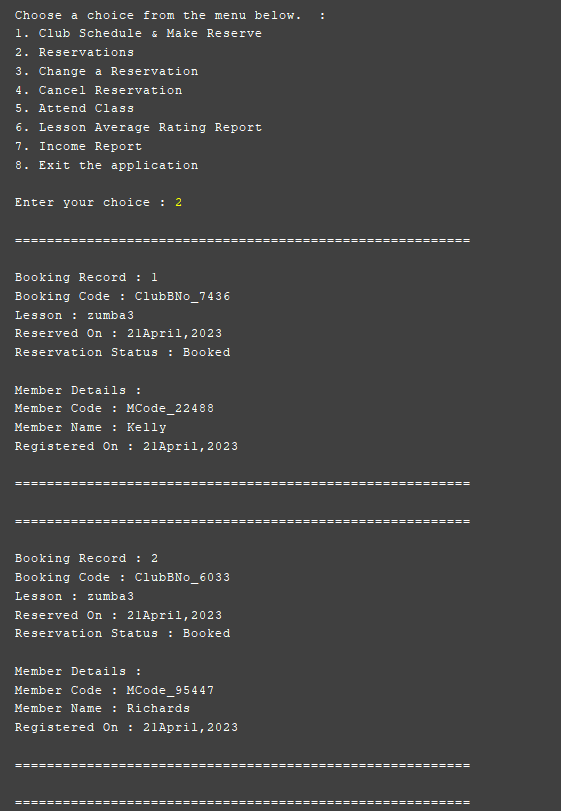 Choose a choice from the menu below.  :
1. Club Schedule & Make Reserve
2. Reservations
3. Change a Reservation
4. Cancel Reservation
5. Attend Class
6. Lesson Average Rating Report
7. Income Report
8. Exit the application
Enter your choice : 2
=========================================================
Booking Record : 1
Booking Code : ClubBNo_7436
Lesson : zumba3
Reserved On : 21April,2023
Reservation Status : Booked
Member Details :
Member Code : MCode_22488
Member Name : Kelly
Registered On : 21April,2023
=========================================================
=========================================================
Booking Record : 2
Booking Code : ClubBNo_6033
Lesson : zumba3
Reserved On : 21April,2023
Reservation Status : Booked
Member Details :
Member Code : MCode_95447
Member Name : Richards
Registered On : 21April,2023
=========================================================
=========================================================